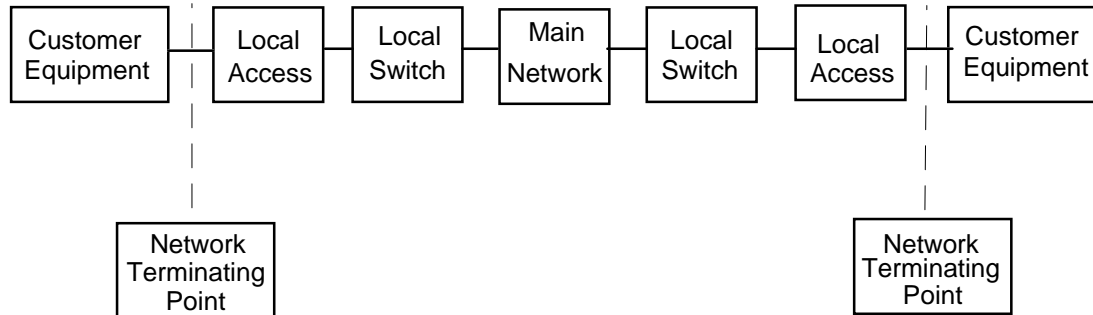 Customer
Equipment
Local
Access
Local
Switch
Main
Network
Local
Switch
Local
Access
Customer
Equipment
Network
Terminating
Point
Network
Terminating
Point